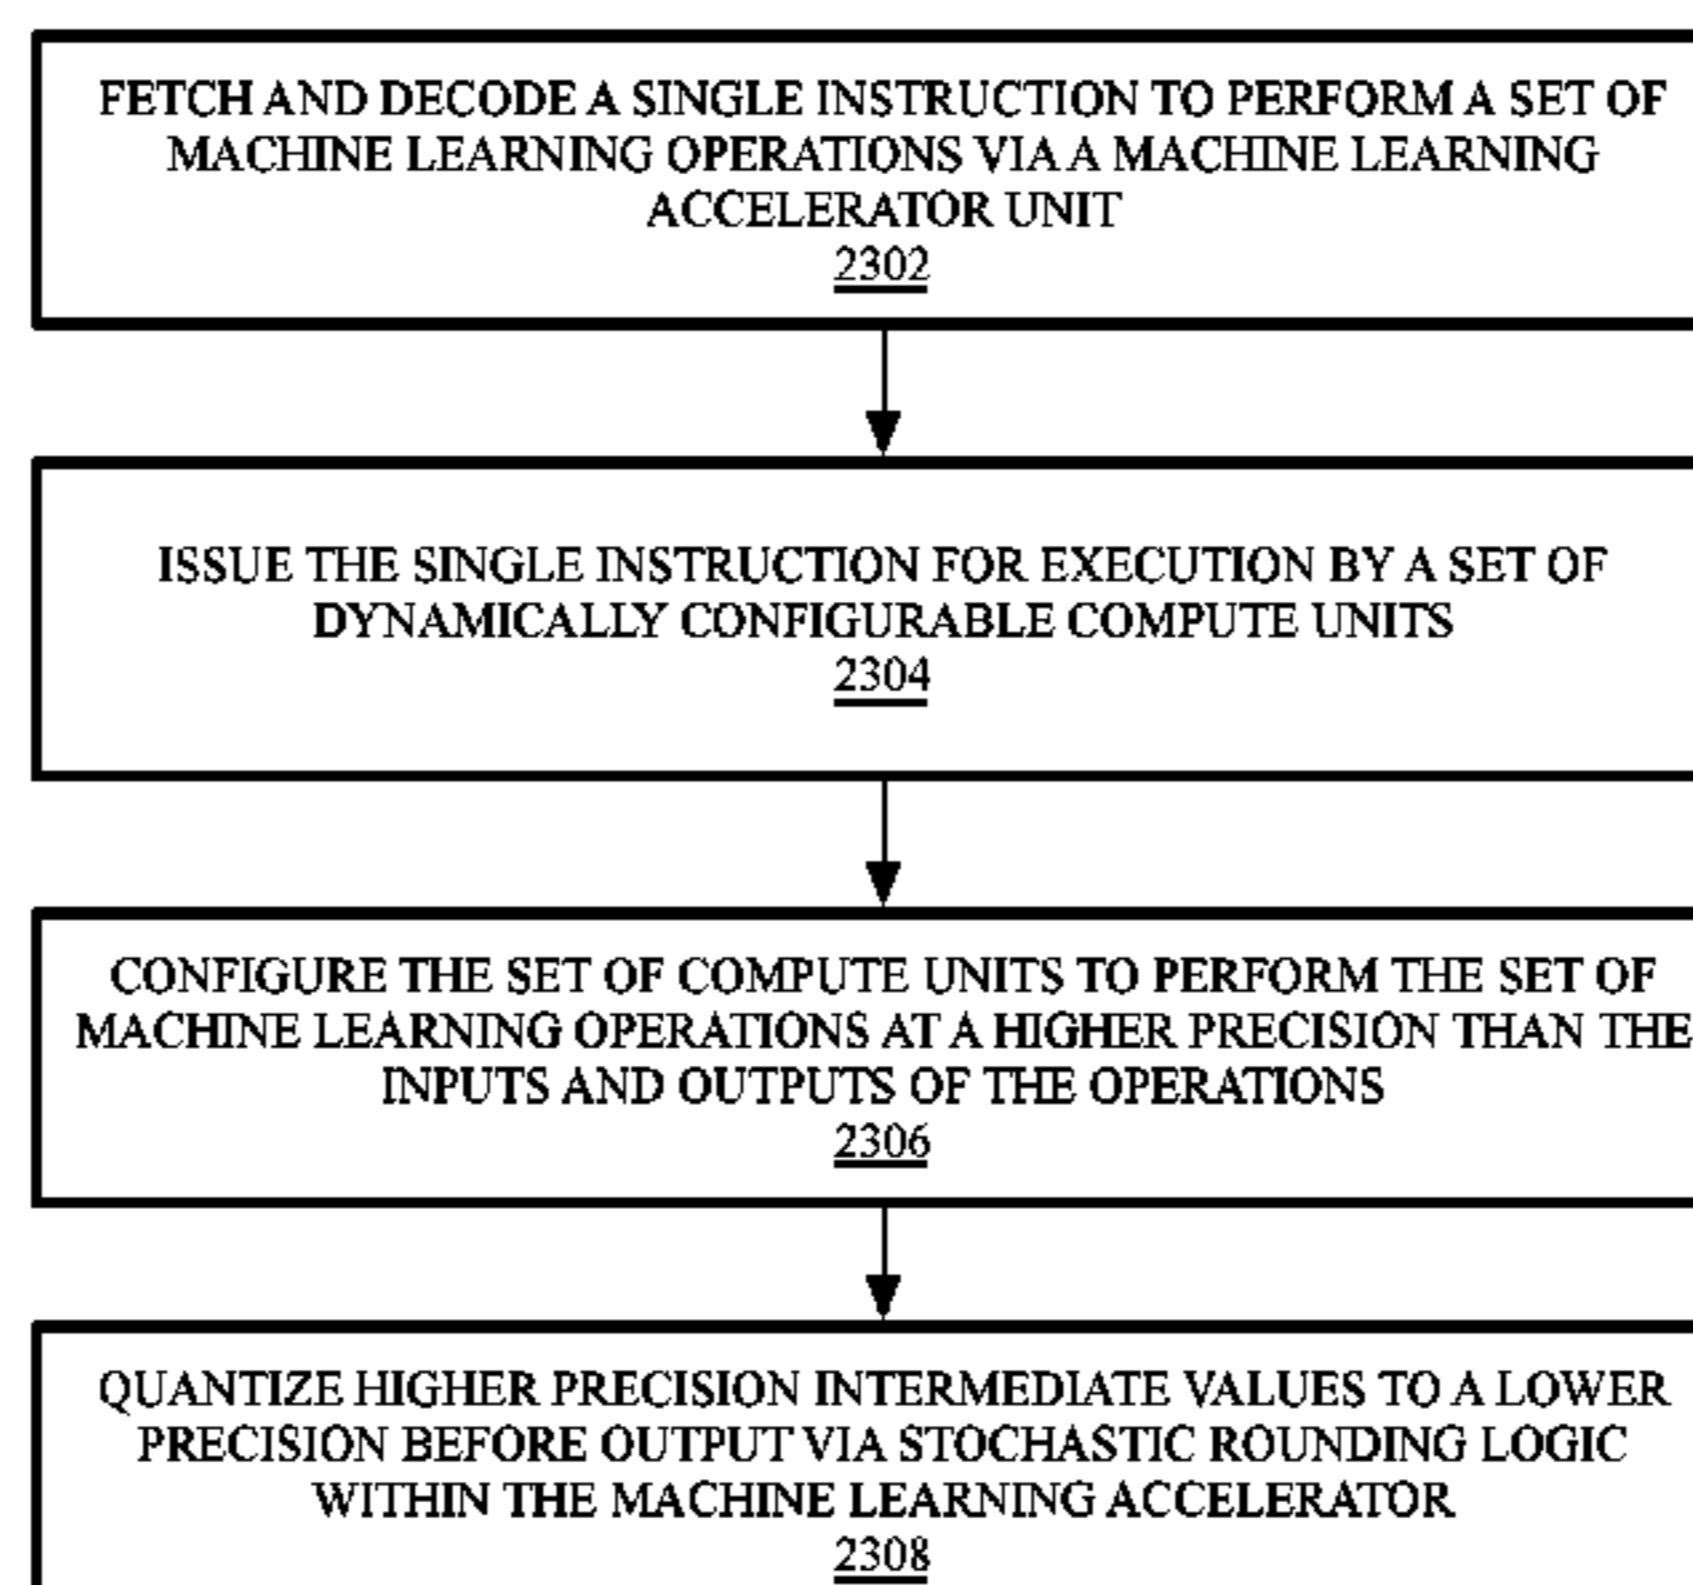 FETCH AND DECODE A SINGLE INSTRUCTION TO PERFORM A SET OF
MACHINE LEARNING OPERATIONS VIA A MACHINE LEARNING
ACCELERATOR UNIT
2302
ISSUE THE SINGLE INSTRUCTION FOR EXECUTION BY A SET OF
DYNAMICALLY CONFIGURABLE COMPUTE UNITS
2304
CONFIGURE THE SET OF COMPUTE UNITS TO PERFORM THE SET OF
MACHINE LEARNING OPERATIONS AT A HIGHER PRECISION THAN THE
INPUTS AND OUTPUTS OF THE OPERATIONS
2306
QUANTIZE HIGHER PRECISION INTERMEDIATE VALUES TO A LOWER
PRECISION BEFORE OUTPUT VIA STOCHASTIC ROUNDING LOGIC
WITHIN THE MACHINE LEARNING ACCELERATOR
2308